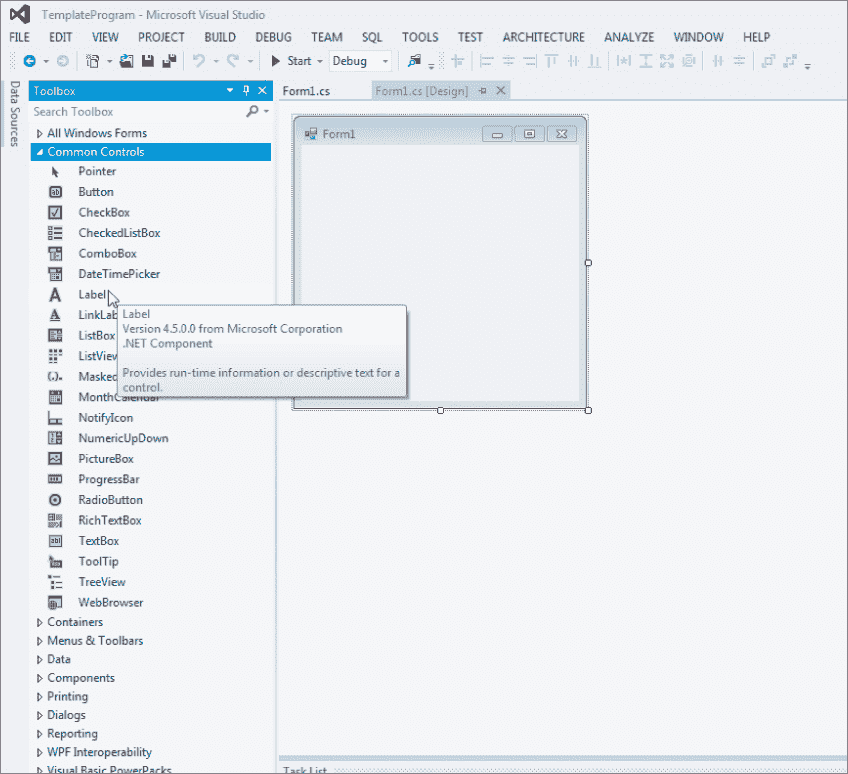 TemplateProgram - Microsoft Visual Studio
FILE EDIT VIEW PROJECT BUILD DEBUG TEAM SQL TOOLS TEST ARCHITECTURE ANALYZE WINDOW HELP
Start Debug
Data Sources
Toolbox
Form1.cs Form1.cs [Design]
Search Toolbox
All Windows Forms
Form1
Common Controls
Pointer
Button
CheckBox
CheckedListBox
ComboBox
DateTimePicker
Label
LinkLab
ListBox
ListView
Masked
MonthCalendar
Label
Version 4.5.0.0 from Microsoft Corporation
.NET Component
Provides run-time information or descriptive text for a
control.
NotifyIcon
NumericUpDown
PictureBox
ProgressBar
RadioButton
RichTextBox
TextBox
ToolTip
TreeView
WebBrowser
Containers
Menus & Toolbars
Data
Components
Printing
Dialogs
Reporting
WPF Interoperability
Visual Basic PowerPacks
Task List